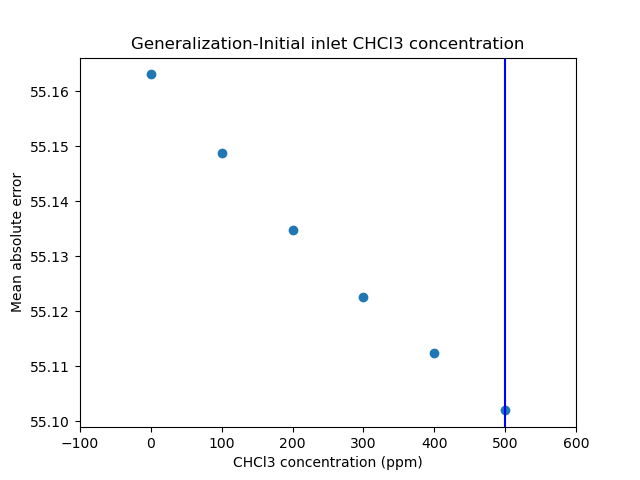 Generalization-Initial inlet CHCl3 concentration
Mean absolute error
55.16
55.15
55.14
55.13
55.12
55.11
55.10
−100 0 100 200 300 400 500 600
CHCl3 concentration (ppm)